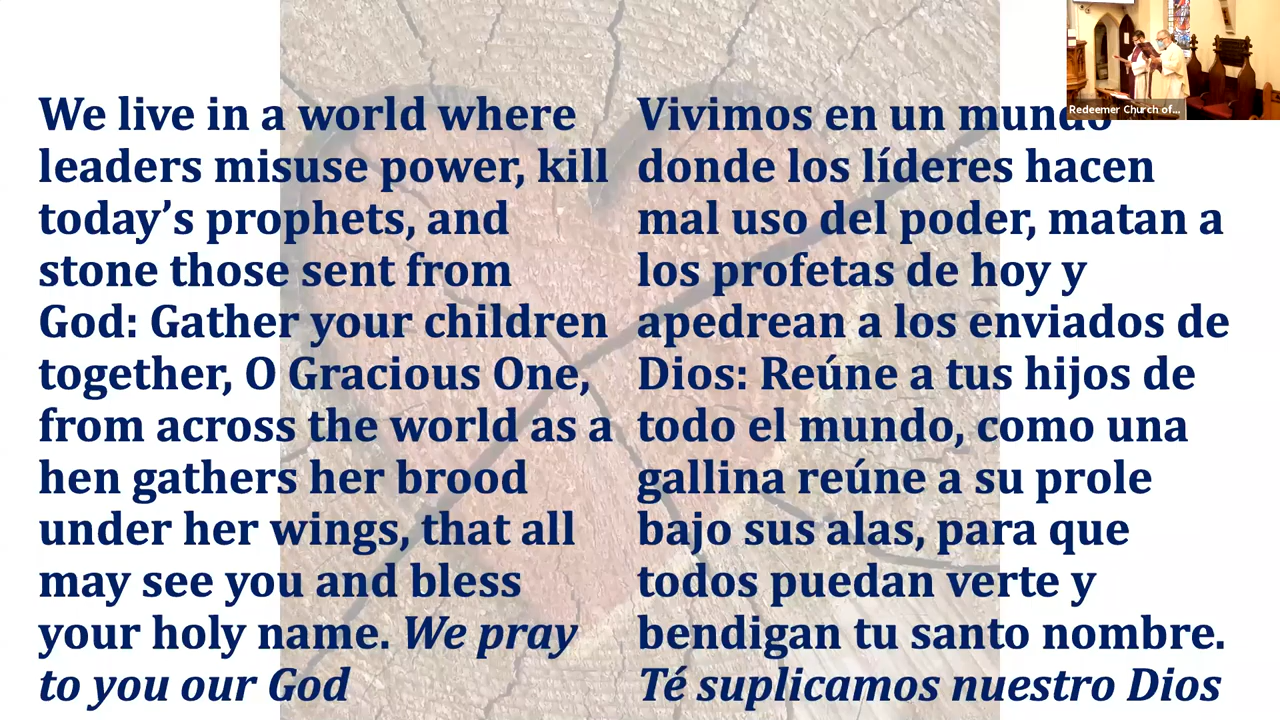 We live in a world where
leaders misuse power, kill
today’s prophets, and
stone those sent from
God: Gather your children
together, O Gracious One,
from across the world as a
hen gathers her brood
under her wings, that all
may see you and bless
your holy name. We pray
to you our God
Vivimos en un mundo
donde los líderes hacen
mal uso del poder, matan a
los profetas de hoy y
apedrean a los enviados de
Dios: Reúne a tus hijos de
todo el mundo, como una
gallina reúne a su prole
bajo sus alas, para que
todos puedan verte y
bendigan tu santo nombre.
Té suplicamos nuestro Dios
Redeemer Church of...